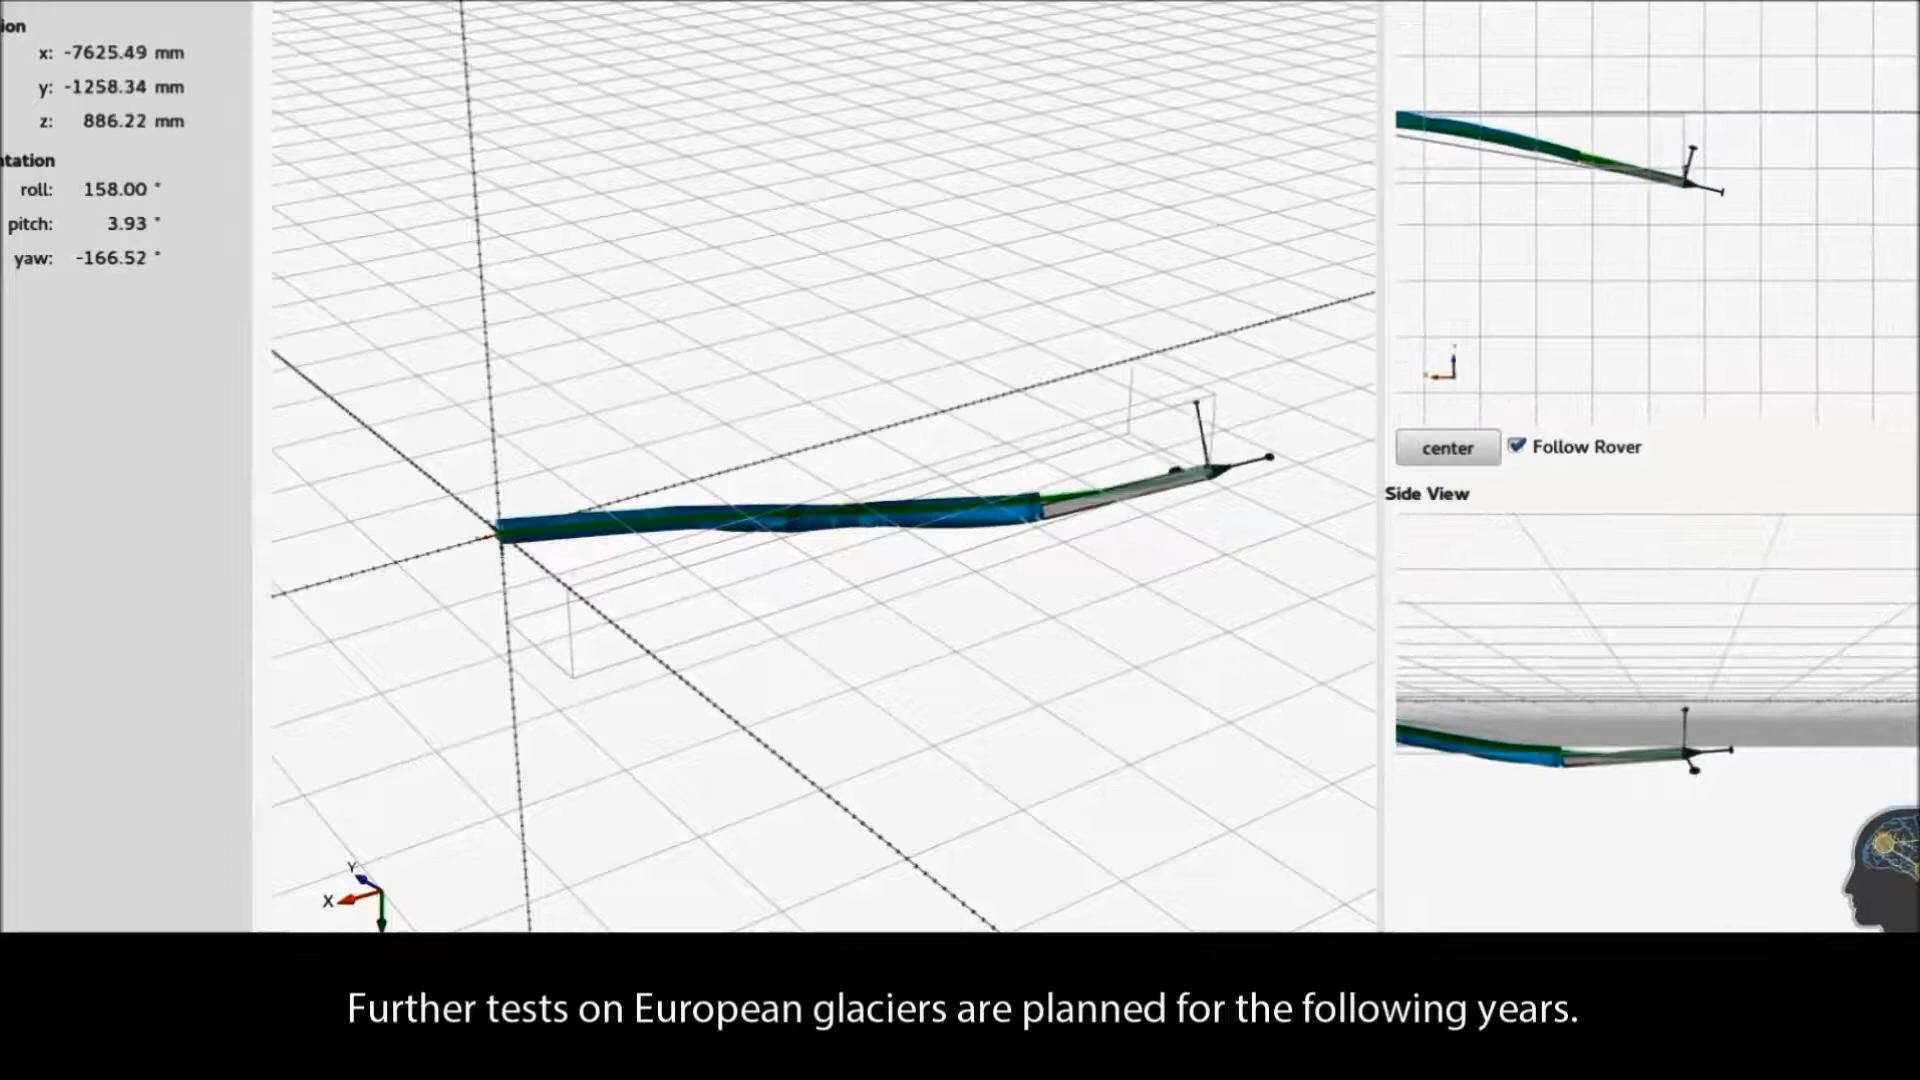 ion
x: -7625.49 mm
y: -1258.34 mm
z: 886.22 mm
ntation
roll: 158.00 °
pitch: 3.93 °
yaw: -166.52 °
Y
X
center Follow Rover
Side View
Further tests on European glaciers are planned for the following years.